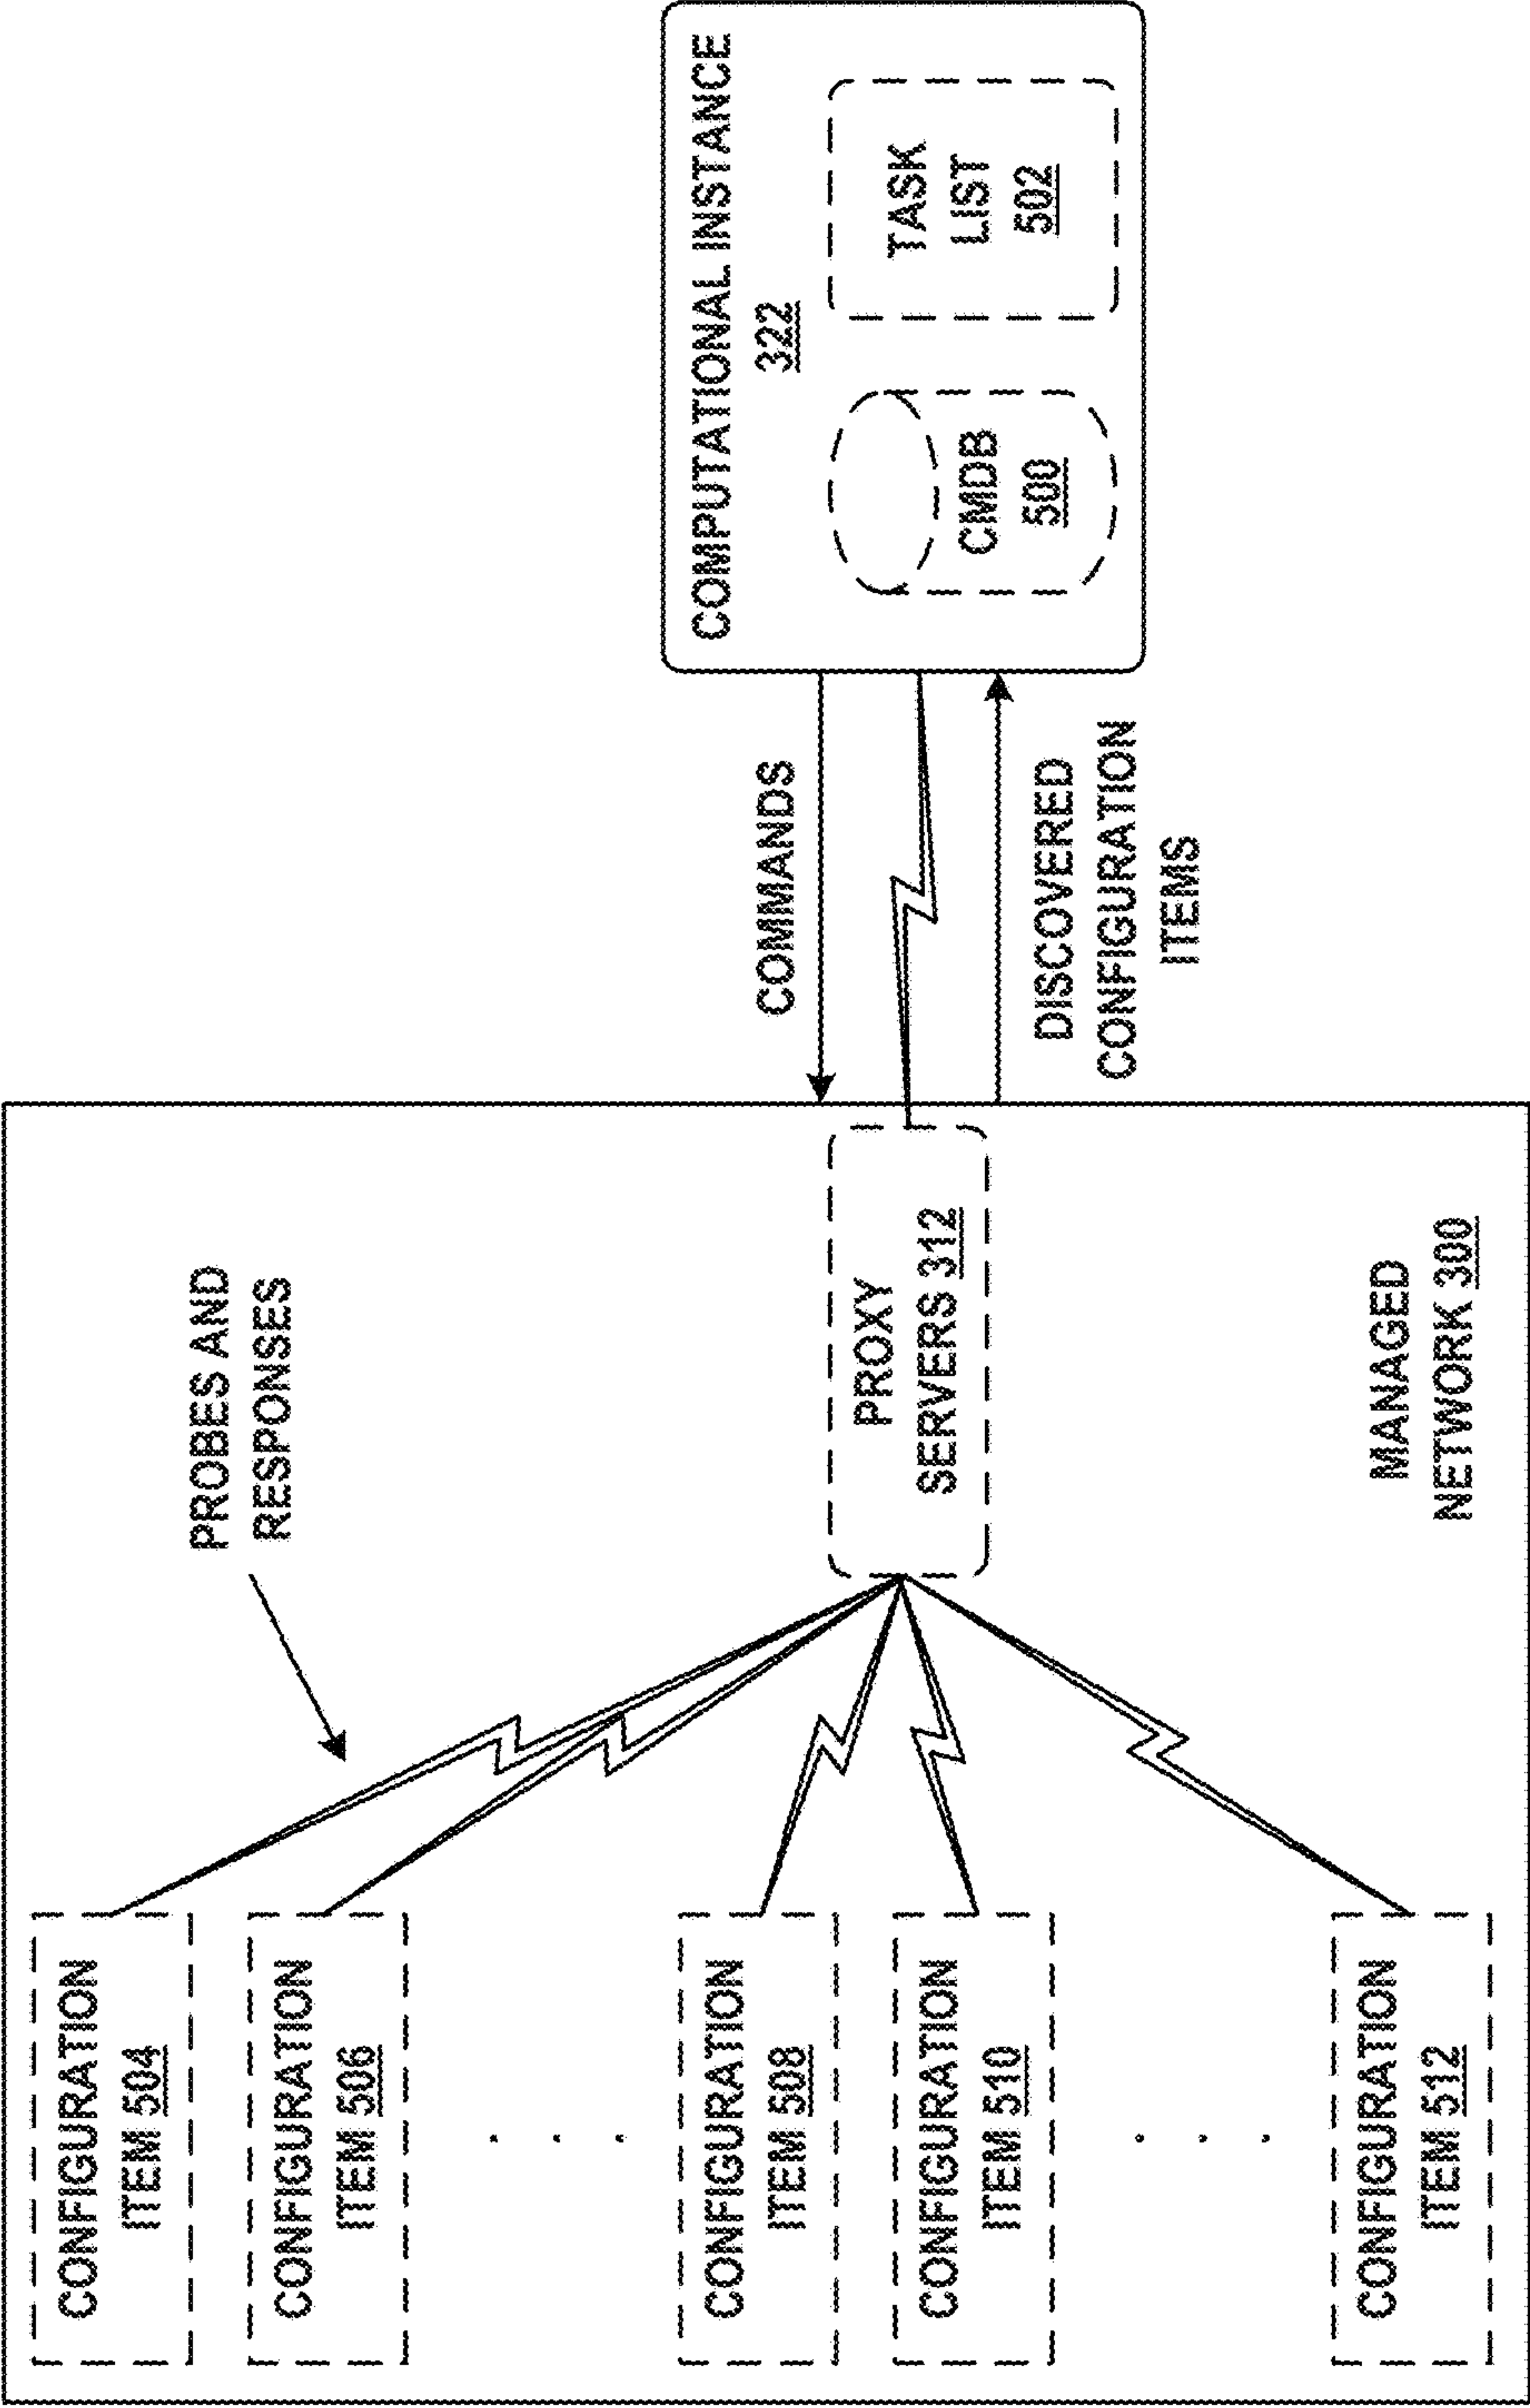 COMPUTATIONAL INSTANCE
322
CMDB
500
TASK
LIST
502
COMMANDS
DISCOVERED
CONFIGURATION
ITEMS
PROBES AND
RESPONSES
PROXY
SERVERS 312
MANAGED
NETWORK 300
CONFIGURATION
ITEM 504
CONFIGURATION
ITEM 506
. . .
CONFIGURATION
ITEM 508
CONFIGURATION
ITEM 510
. . .
CONFIGURATION
ITEM 512